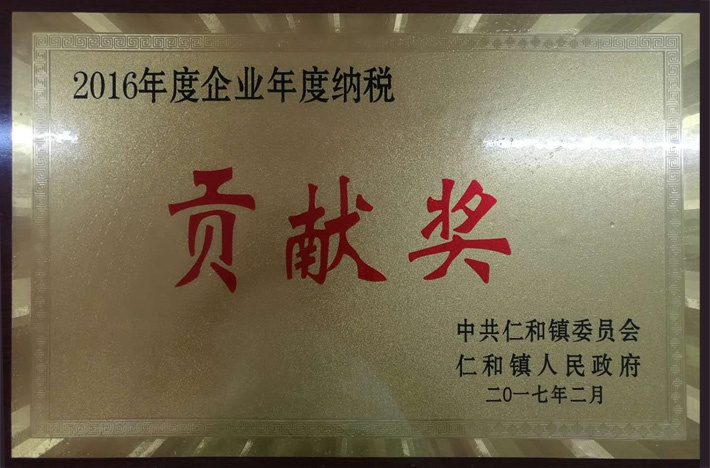 2016年度企业年度纳税
贡献奖
中共仁和镇委员会
仁和镇人民政府
二0一七年二月